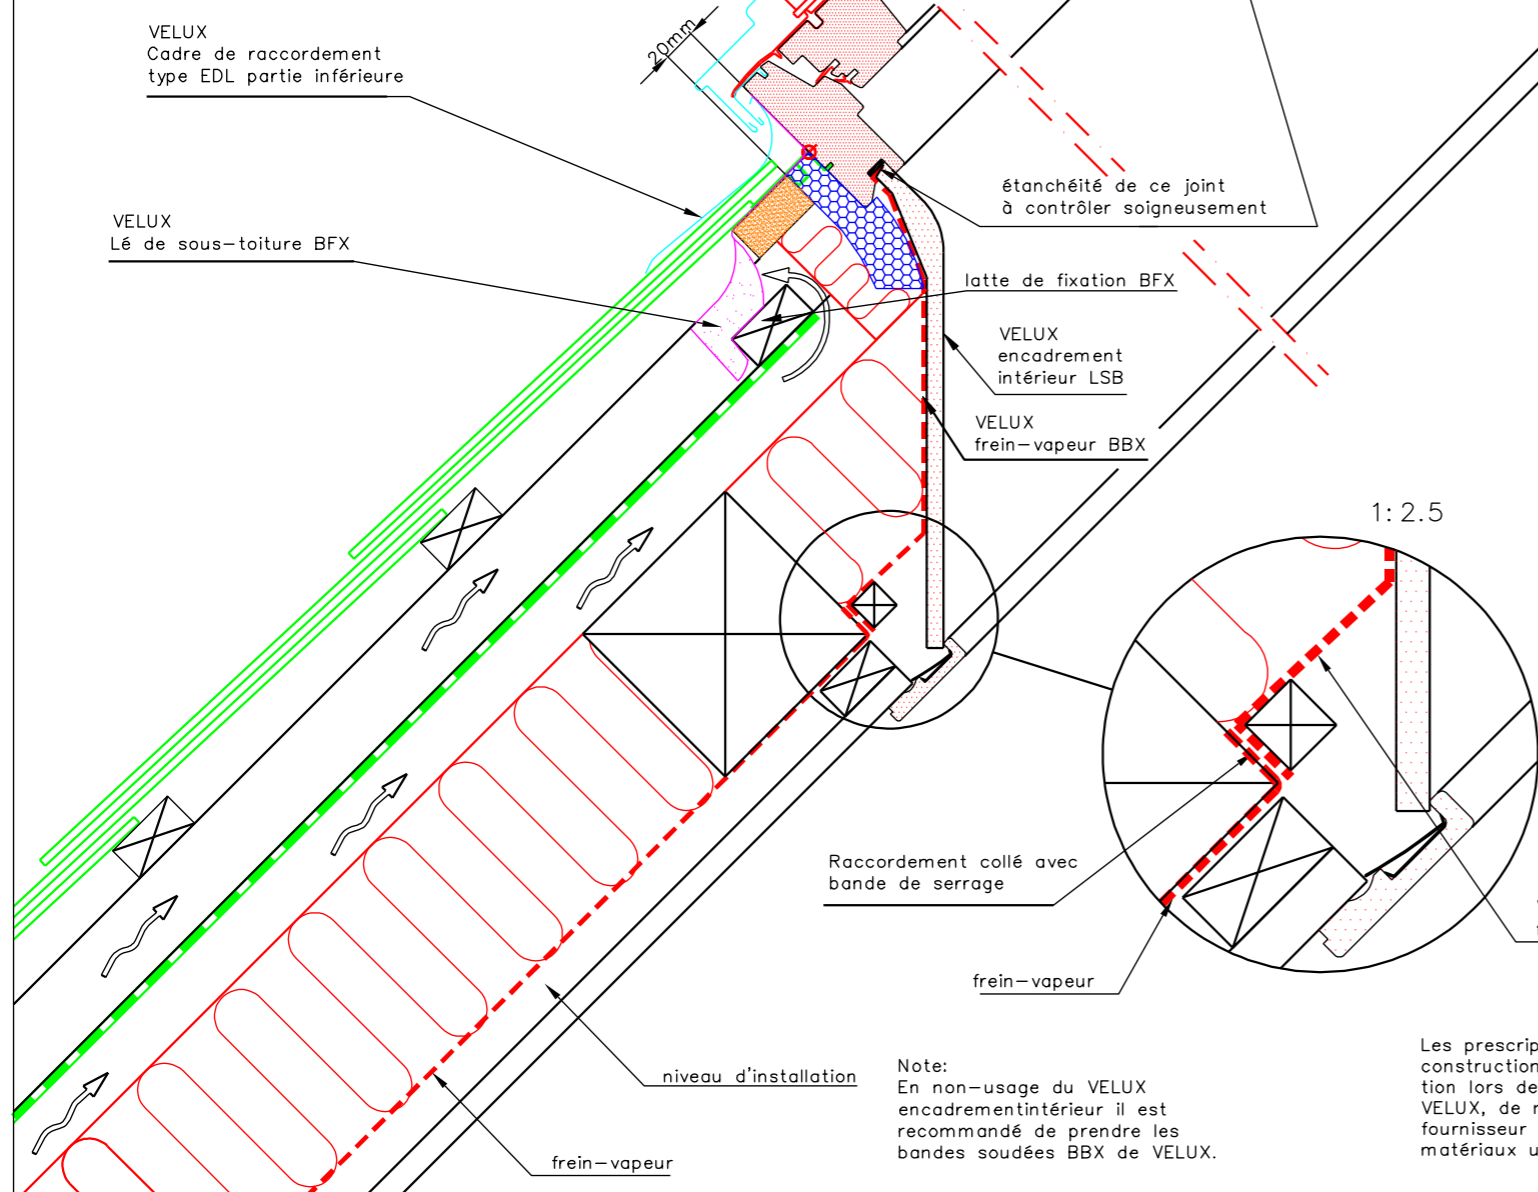 VELUX
Cadre de raccordement
type EDL partie inférieure
20mm
VELUX
Lé de sous-toiture BFX
étanchéité de ce joint
à contrôler soigneusement
latte de fixation BFX
VELUX
encadrement
intérieur LSB
VELUX
frein-vapeur BBX
1:2.5
Raccordement collé avec
bande de serrage
frein-vapeur
niveau d'installation
frein-vapeur
Note:
En non-usage du VELUX
encadrementintérieur il est
recommandé de prendre les
bandes soudées BBX de VELUX.
Les prescrip
construction
tion lors de
VELUX, de
fournisseur
matériaux u